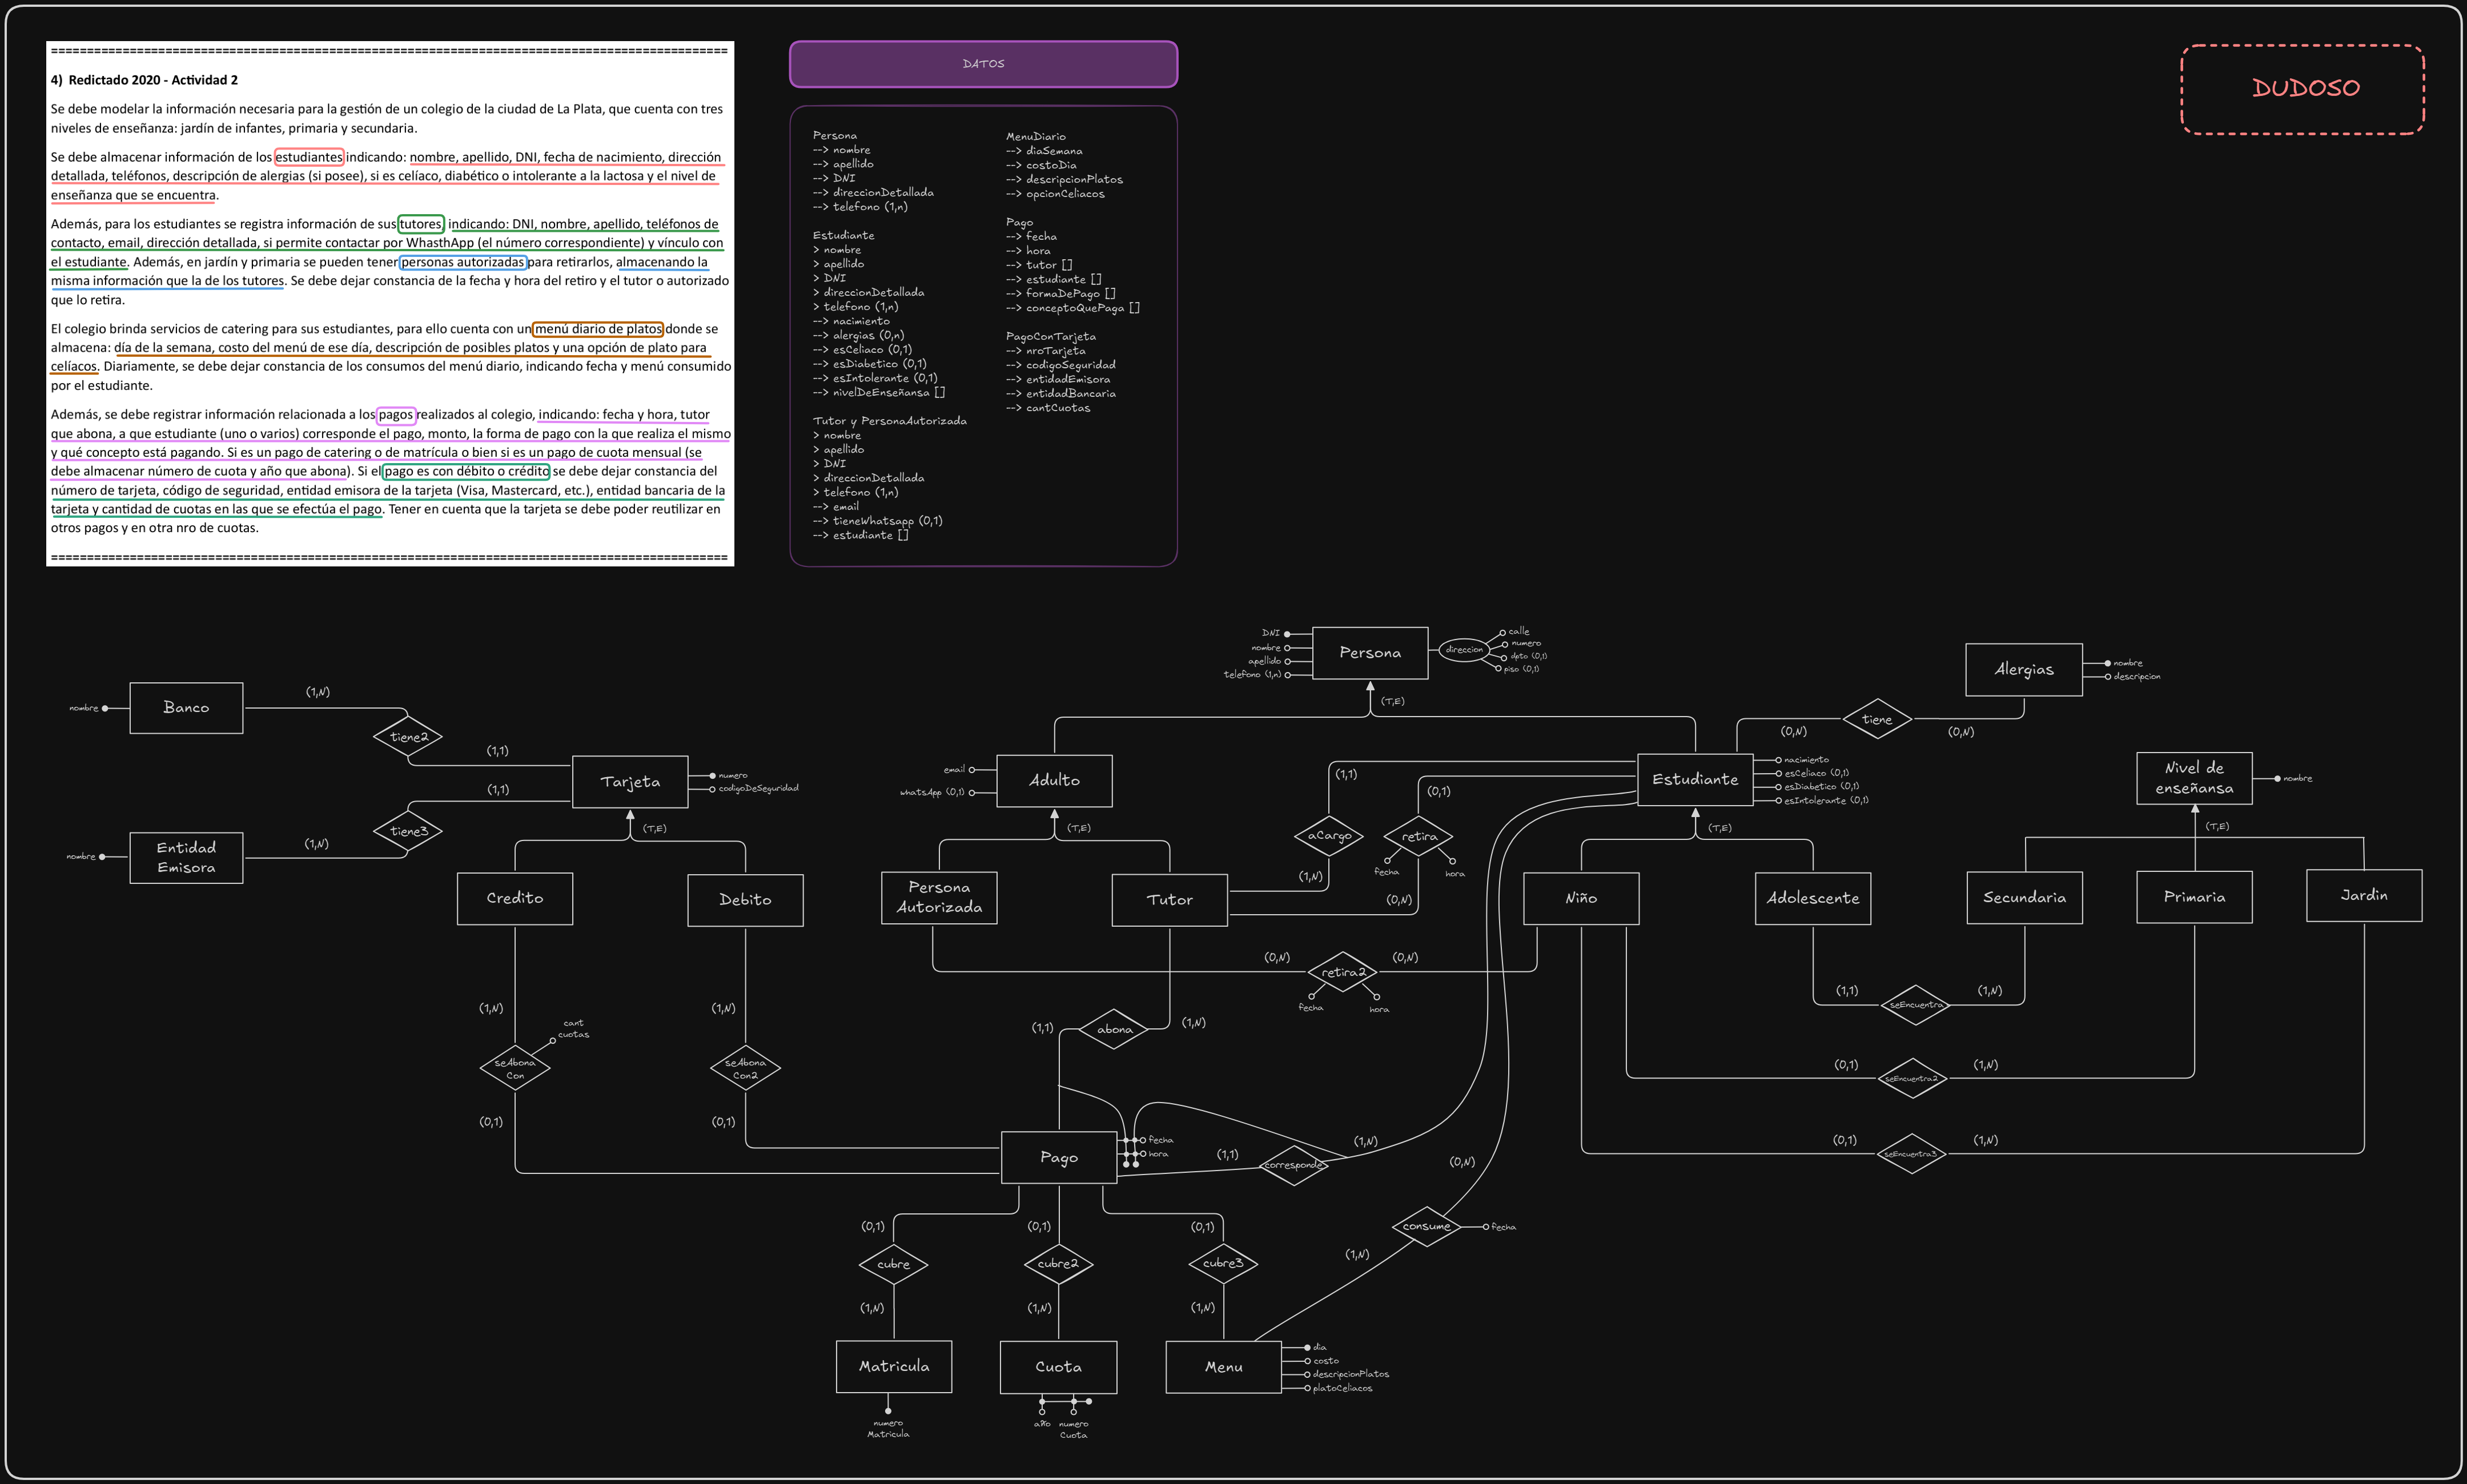 ==============================================================================================
4) Redictado 2020 - Actividad 2
Se debe modelar la información necesaria para la gestión de un colegio de la ciudad de La Plata, que cuenta con tres
niveles de enseñanza: jardín de infantes, primaria y secundaria.
Se debe almacenar información de los estudiantes indicando: nombre, apellido, DNI, fecha de nacimiento, dirección
detallada, teléfonos, descripción de alergias (si posee), si es celíaco, diabético o intolerante a la lactosa y el nivel de
enseñanza que se encuentra.
Además, para los estudiantes se registra información de sus tutores, indicando: DNI, nombre, apellido, teléfonos de
contacto, email, dirección detallada, si permite contactar por WhasthApp (el número correspondiente) y vínculo con
el estudiante. Además, en jardín y primaria se pueden tener personas autorizadas para retirarlos, almacenando la
misma información que la de los tutores. Se debe dejar constancia de la fecha y hora del retiro y el tutor o autorizado
que lo retira.
El colegio brinda servicios de catering para sus estudiantes, para ello cuenta con un menú diario de platos donde se
almacena: día de la semana, costo del menú de ese día, descripción de posibles platos y una opción de plato para
celíacos. Diariamente, se debe dejar constancia de los consumos del menú diario, indicando fecha y menú consumido
por el estudiante.
Además, se debe registrar información relacionada a los pagos realizados al colegio, indicando: fecha y hora, tutor
que abona, a que estudiante (uno o varios) corresponde el pago, monto, la forma de pago con la que realiza el mismo
y qué concepto está pagando. Si es un pago de catering o de matrícula o bien si es un pago de cuota mensual (se
debe almacenar número de cuota y año que abona). Si el pago es con débito o crédito se debe dejar constancia del
número de tarjeta, código de seguridad, entidad emisora de la tarjeta (Visa, Mastercard, etc.), entidad bancaria de la
tarjeta y cantidad de cuotas en las que se efectúa el pago. Tener en cuenta que la tarjeta se debe poder reutilizar en
otros pagos y en otra nro de cuotas.
==============================================================================================
DATOS
Persona
--> nombre
--> apellido
--> DNI
--> direccionDetallada
--> telefono (1,n)
Estudiante
> nombre
> apellido
> DNI
> direccionDetallada
> telefono (1,n)
--> nacimiento
--> alergias (0,n)
--> esCeliaco (0,1)
--> esDiabetico (0,1)
--> esIntolerante (0,1)
--> nivelDeEnseñansa []
Tutor y PersonaAutorizada
> nombre
> apellido
> DNI
> direccionDetallada
> telefono (1,n)
--> email
--> tieneWhatsapp (0,1)
--> estudiante []
MenuDiario
--> diaSemana
--> costoDia
--> descripcionPlatos
--> opcionCeliacos
Pago
--> fecha
--> hora
--> tutor []
--> estudiante []
--> formaDePago []
--> conceptoQuePaga []
PagoConTarjeta
--> nroTarjeta
--> codigoSeguridad
--> entidadEmisora
--> entidadBancaria
--> cantCuotas
DUDOSO
DNI
nombre
apellido
telefono (1,n)
Persona
direccion
calle
numero
dpto (0,1)
piso (0,1)
(T,E)
Alergias
nombre
descripcion
tiene
(0,N)
(0,N)
nombre
Banco
(1,N)
tiene2
(1,1)
Tarjeta
numero
codigoDeSeguridad
(1,1)
tiene3
(1,N)
nombre
Entidad
Emisora
(T,E)
Credito
Debito
email
whatsApp (0,1)
Adulto
(T,E)
Persona
Autorizada
Tutor
(1,1)
aCargo
(1,N)
(0,1)
retira
fecha
hora
(0,N)
Estudiante
nacimiento
esCeliaco (0,1)
esDiabetico (0,1)
esIntolerante (0,1)
(T,E)
Niño
Adolescente
Nivel de
enseñansa
nombre
(T,E)
Secundaria
Primaria
Jardin
(0,N)
retira2
(0,N)
fecha
hora
(1,1)
seEncuentra
(1,N)
(0,1)
seEncuentra2
(1,N)
(0,1)
seEncuentra3
(1,N)
(1,N)
cant
cuotas
seAbona
Con
(0,1)
(1,N)
seAbona
Con2
(0,1)
(1,1)
abona
(1,N)
Pago
fecha
hora
(1,1)
corresponde
(1,N)
(0,N)
consume
fecha
(1,N)
(0,1)
(0,1)
(0,1)
cubre
cubre2
cubre3
(1,N)
(1,N)
(1,N)
Matricula
Cuota
Menu
dia
costo
descripcionPlatos
platoCeliacos
numero
Matricula
año
numero
Cuota